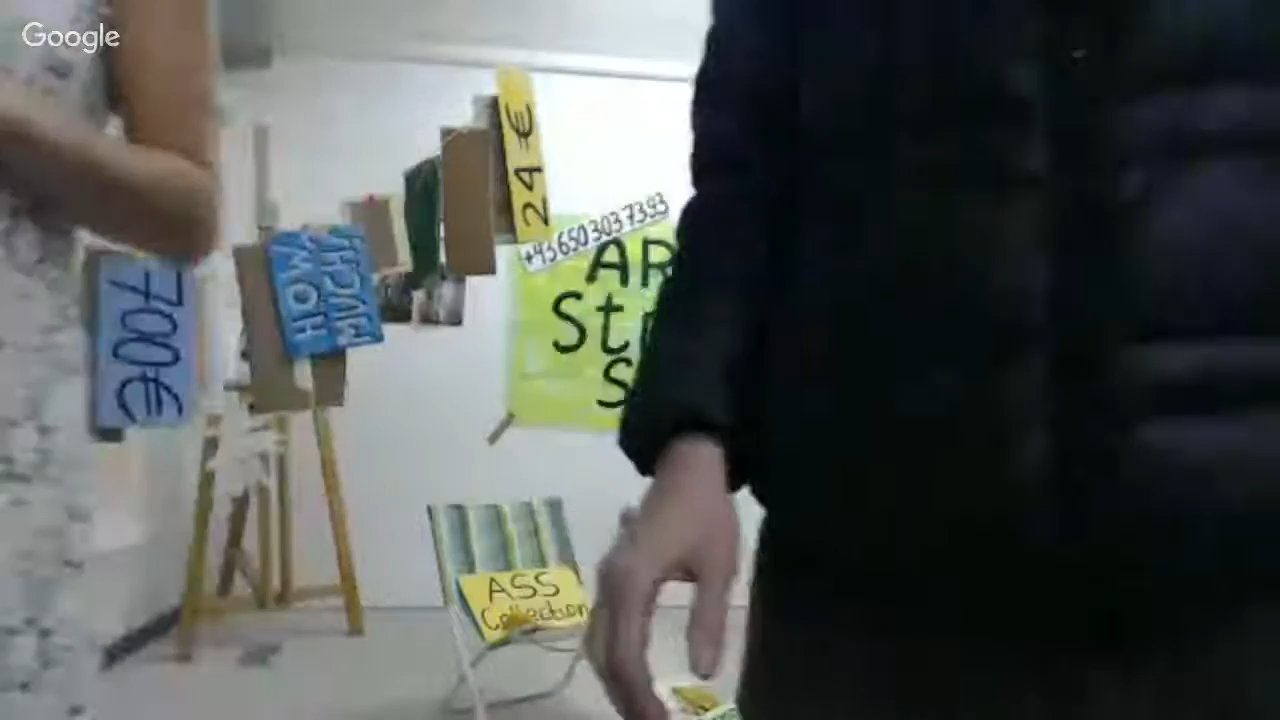 Google
24 €
+436503037393
AR
St
S
HOW
MUCH
700€
ASS
Collection